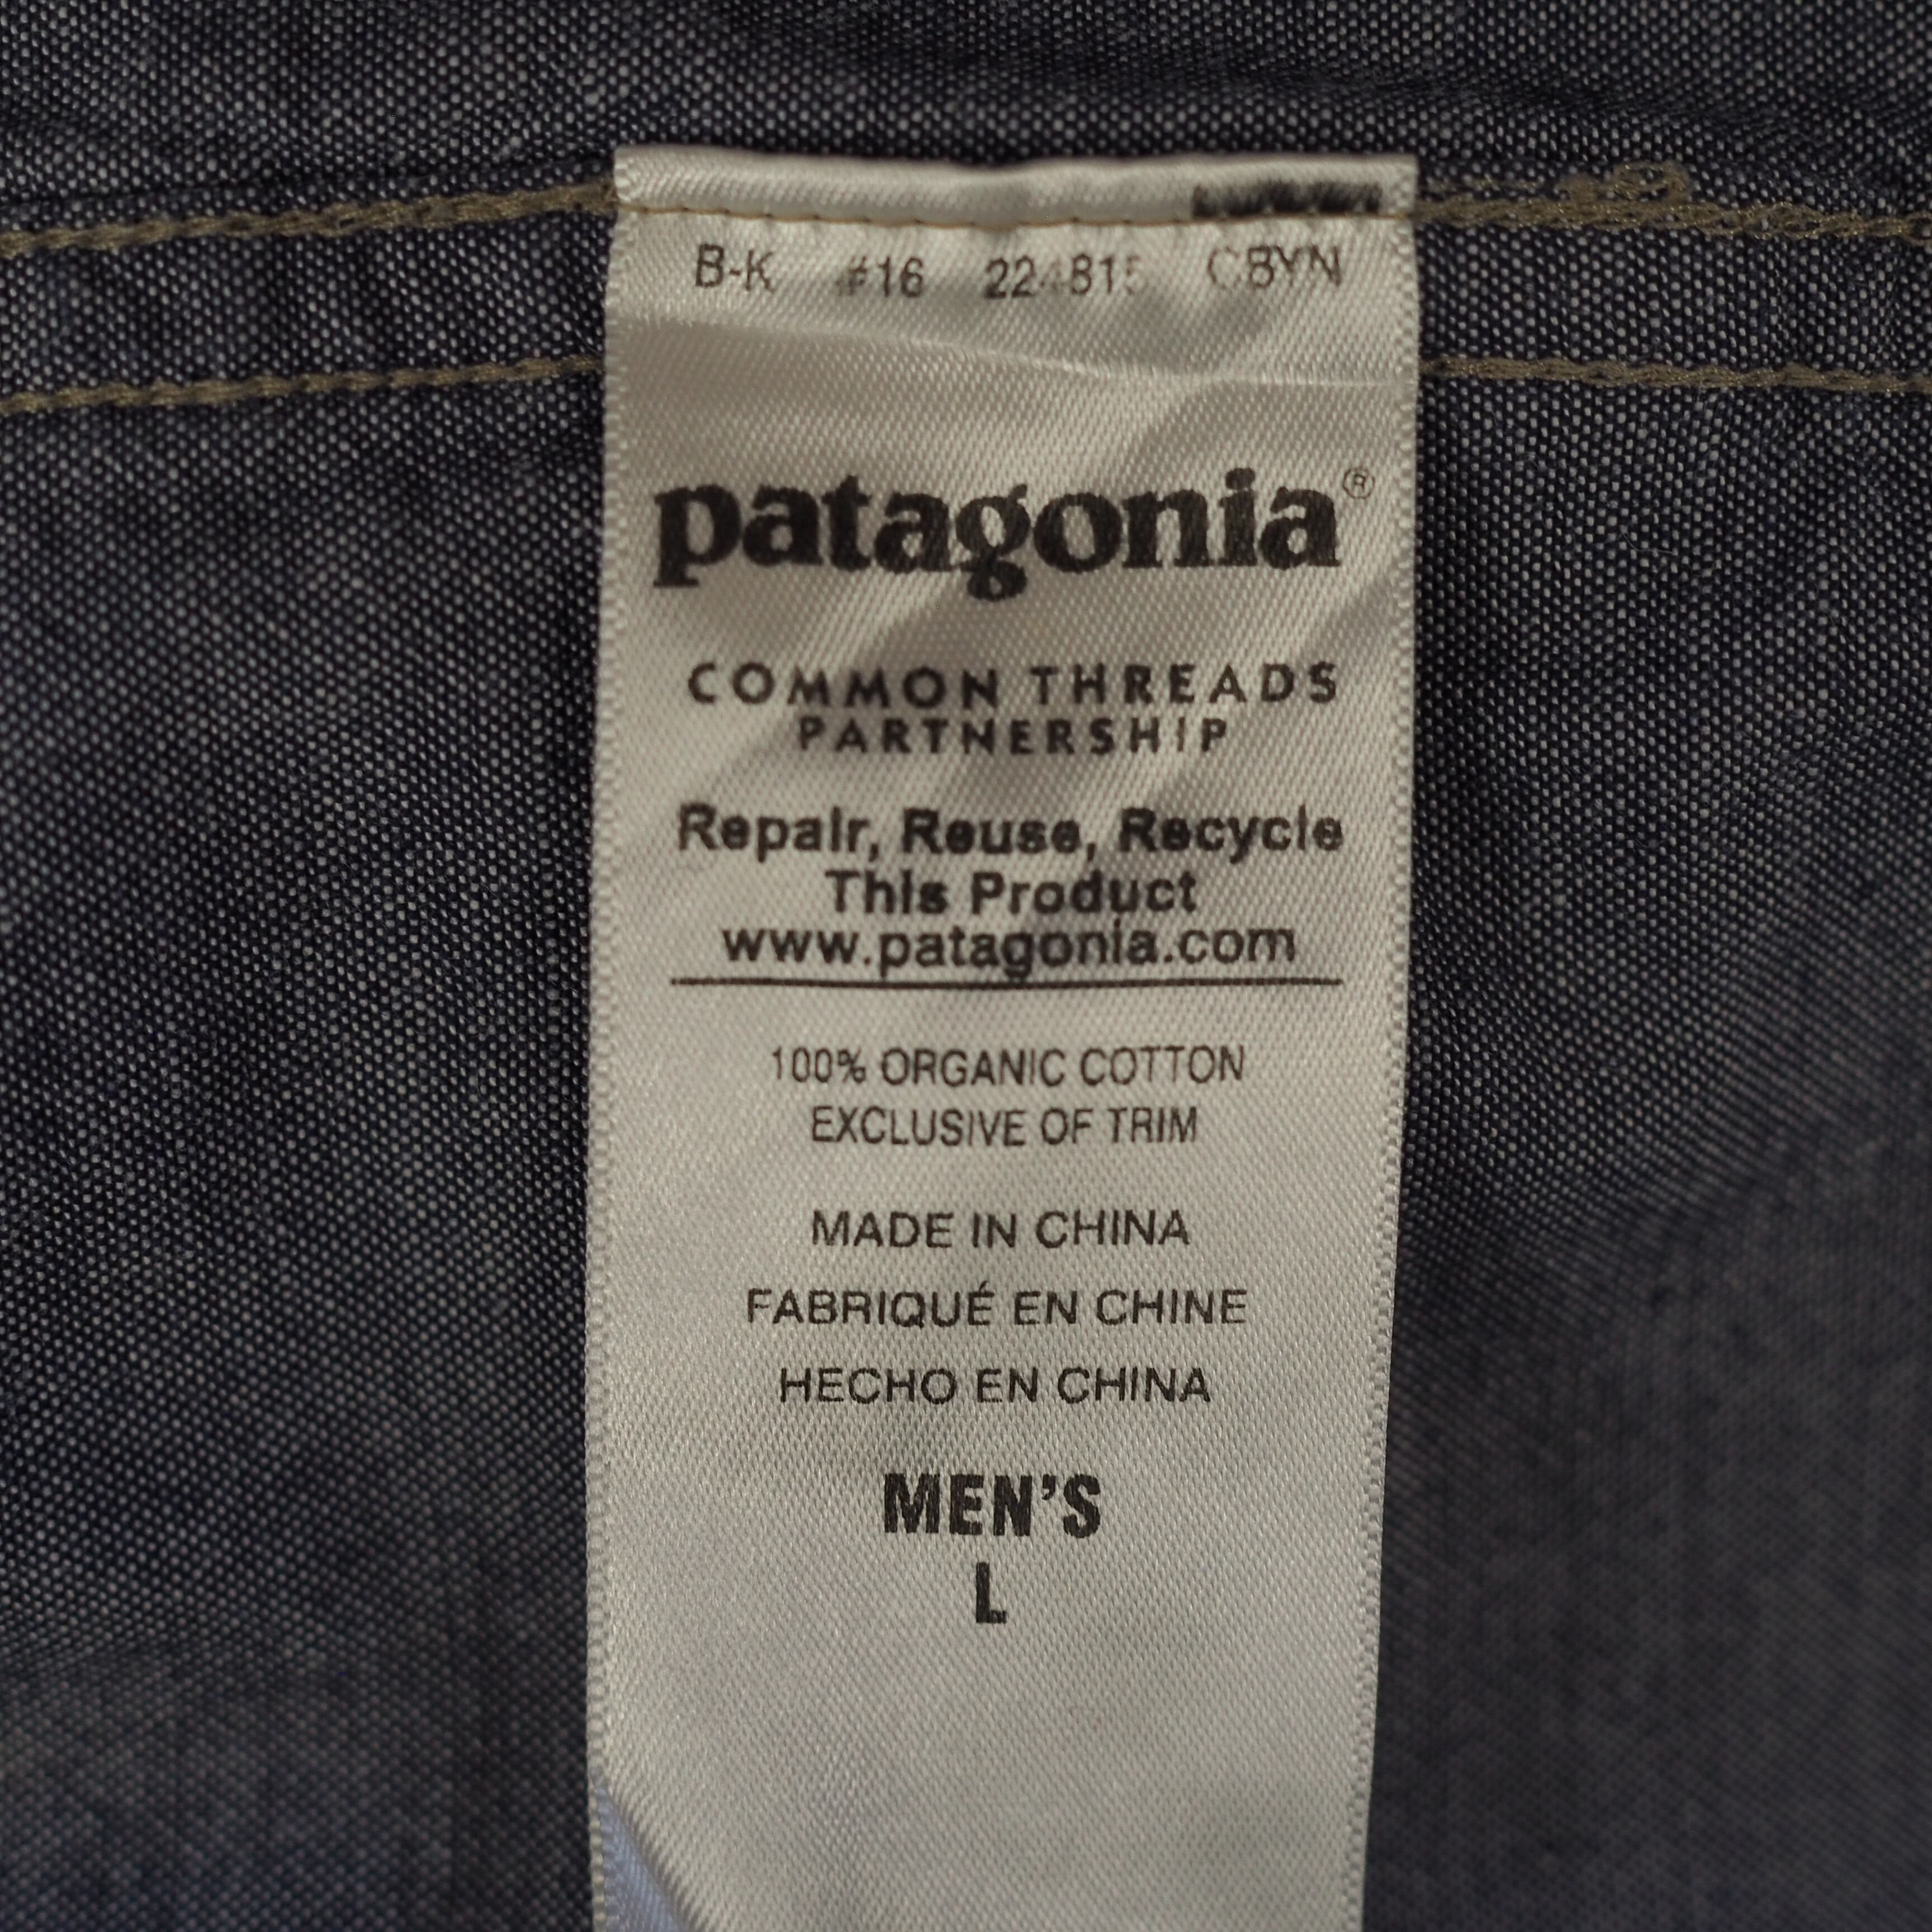 B-K #16 CBYN
patagonia®
COMMON THREADS
PARTNERSHIP
Repair, Reuse, Recycle
This Product
www.patagonia.com
100% ORGANIC COTTON
EXCLUSIVE OF TRIM
MADE IN CHINA
FABRIQUÉ EN CHINE
HECHO EN CHINA
MEN'S
L